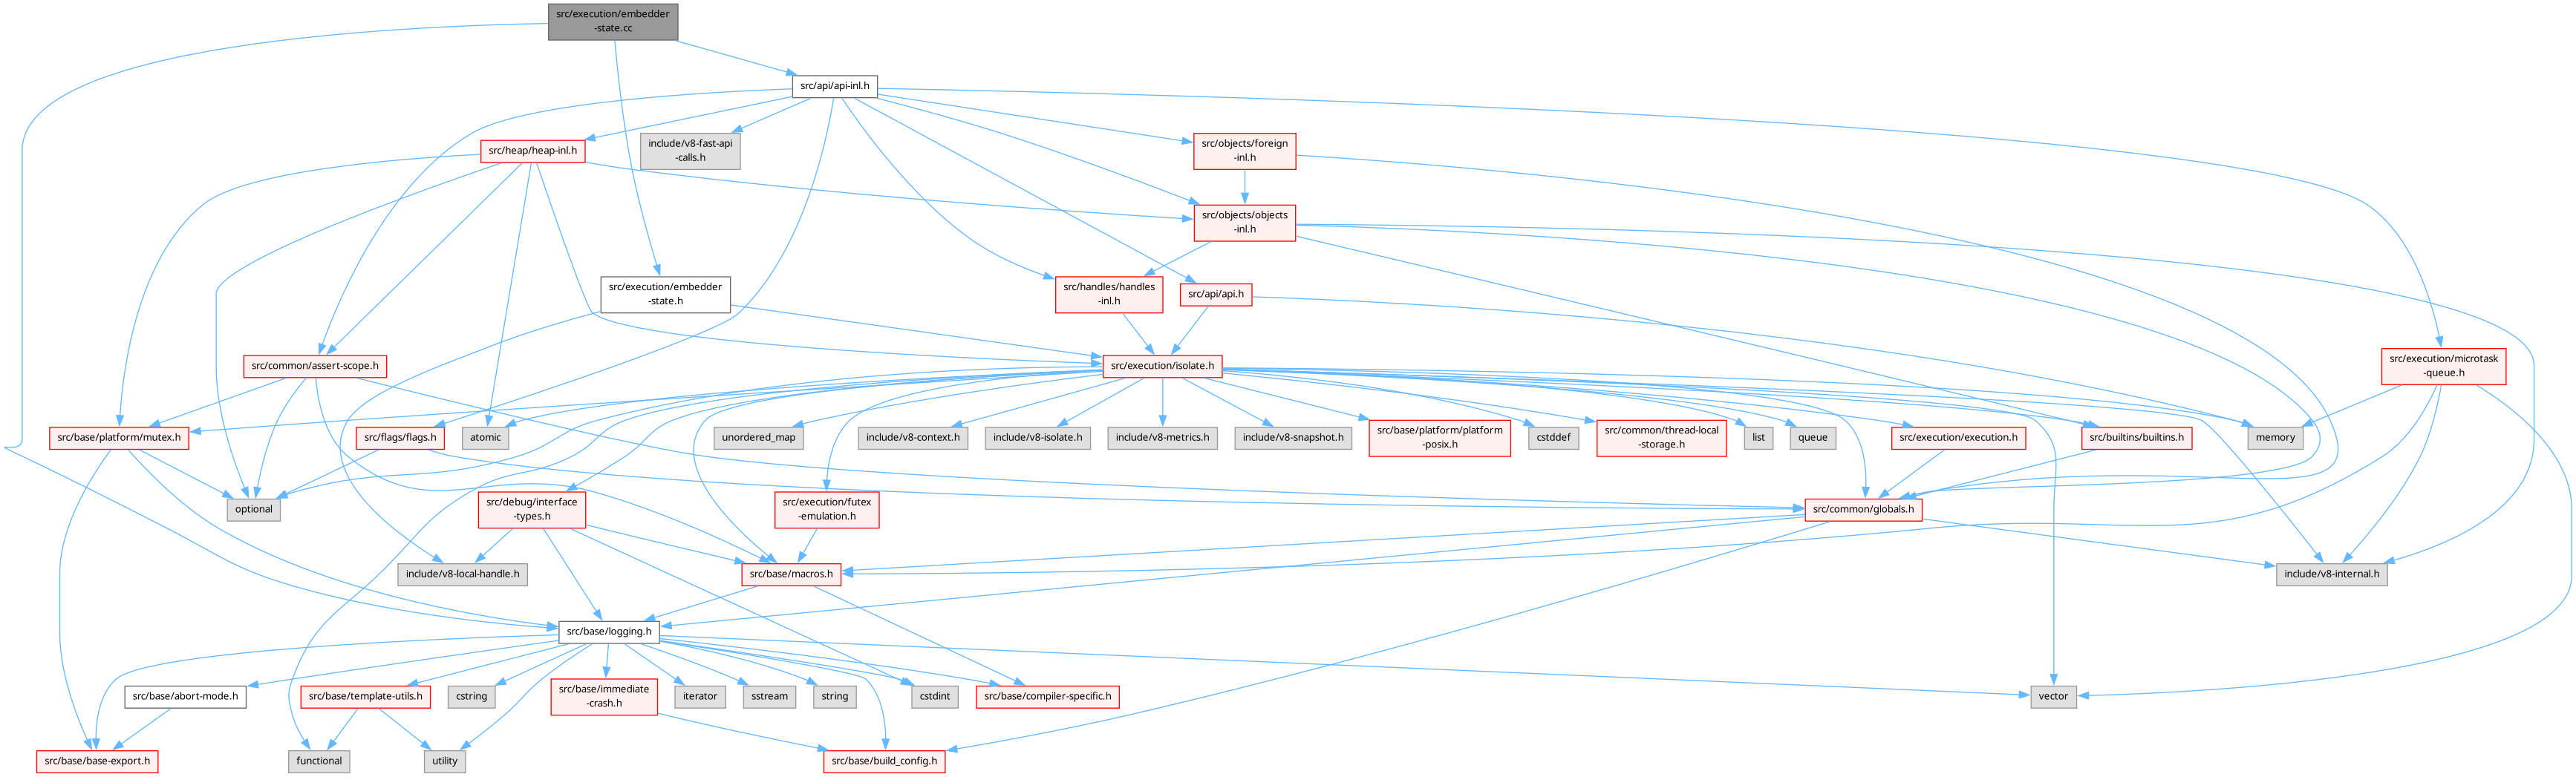 src/execution/embedder
-state.cc
src/api/api-inl.h
src/heap/heap-inl.h
include/v8-fast-api
-calls.h
src/objects/foreign
-inl.h
src/objects/objects
-inl.h
src/execution/embedder
-state.h
src/handles/handles
-inl.h
src/api/api.h
src/common/assert-scope.h
src/execution/isolate.h
src/execution/microtask
-queue.h
src/base/platform/mutex.h
src/flags/flags.h
atomic
unordered_map
include/v8-context.h
include/v8-isolate.h
include/v8-metrics.h
include/v8-snapshot.h
src/base/platform/platform
-posix.h
cstddef
src/common/thread-local
-storage.h
list
queue
src/execution/execution.h
src/builtins/builtins.h
memory
optional
src/debug/interface
-types.h
src/execution/futex
-emulation.h
src/common/globals.h
include/v8-local-handle.h
src/base/macros.h
include/v8-internal.h
src/base/logging.h
src/base/abort-mode.h
src/base/template-utils.h
cstring
src/base/immediate
-crash.h
iterator
sstream
string
cstdint
src/base/compiler-specific.h
vector
src/base/base-export.h
functional
utility
src/base/build_config.h